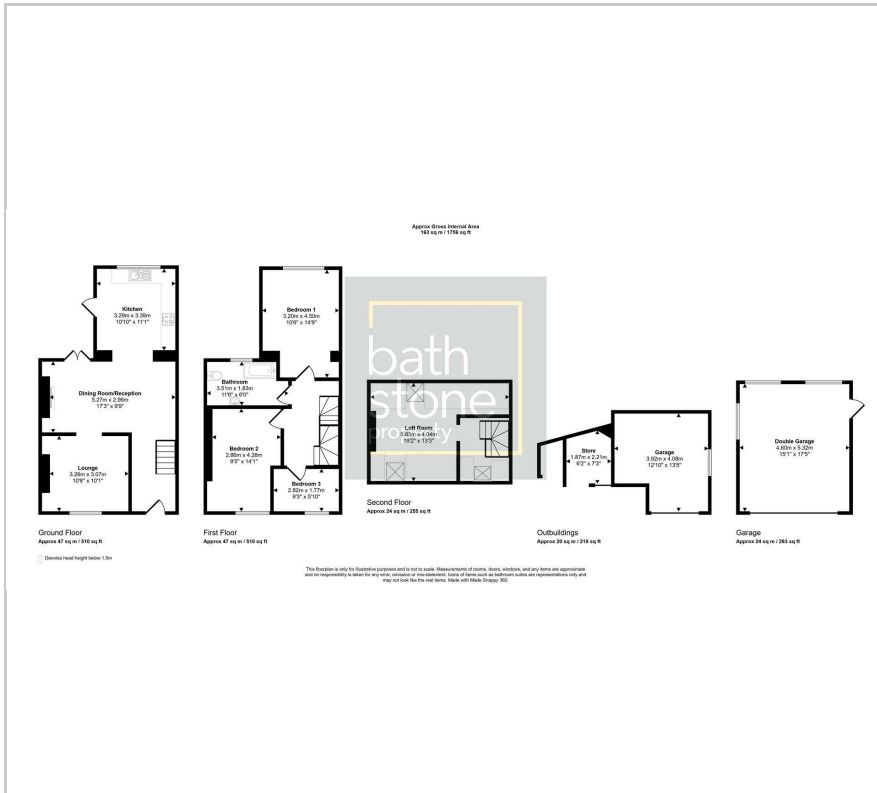 Approx Gross Internal Area
163 sq m / 1756 sq ft
Kitchen
3.29m x 3.39m
10'10" x 11'1"
Dining Room/Reception
5.27m x 2.96m
17'3" x 9'9"
Lounge
3.26m x 3.07m
10'8" x 10'1"
Ground Floor
Approx 47 sq m / 510 sq ft
Denotes head height below 1.5m
Bedroom 1
3.20m x 4.50m
10'6" x 14'9"
Bathroom
3.51m x 1.83m
11'6" x 6'0"
Bedroom 2
2.86m x 4.28m
9'5" x 14'1"
Bedroom 3
2.82m x 1.77m
9'3" x 5'10"
First Floor
Approx 47 sq m / 510 sq ft
bath
stone
property
Loft Room
5.83m x 4.04m
19'2" x 13'3"
Second Floor
Approx 24 sq m / 255 sq ft
Store
1.87m x 2.21m
6'2" x 7'3"
Garage
3.92m x 4.08m
12'10" x 13'5"
Outbuildings
Approx 20 sq m / 218 sq ft
Double Garage
4.60m x 5.32m
15'1" x 17'5"
Garage
Approx 24 sq m / 263 sq ft
This floorplan is only for illustrative purposes and is not to scale. Measurements of rooms, doors, windows, and any items are approximate
and no responsibility is taken for any error, omission or mis-statement. Icons of items such as bathroom suites are representations only and
may not look like the real items. Made with Made Snappy 360.